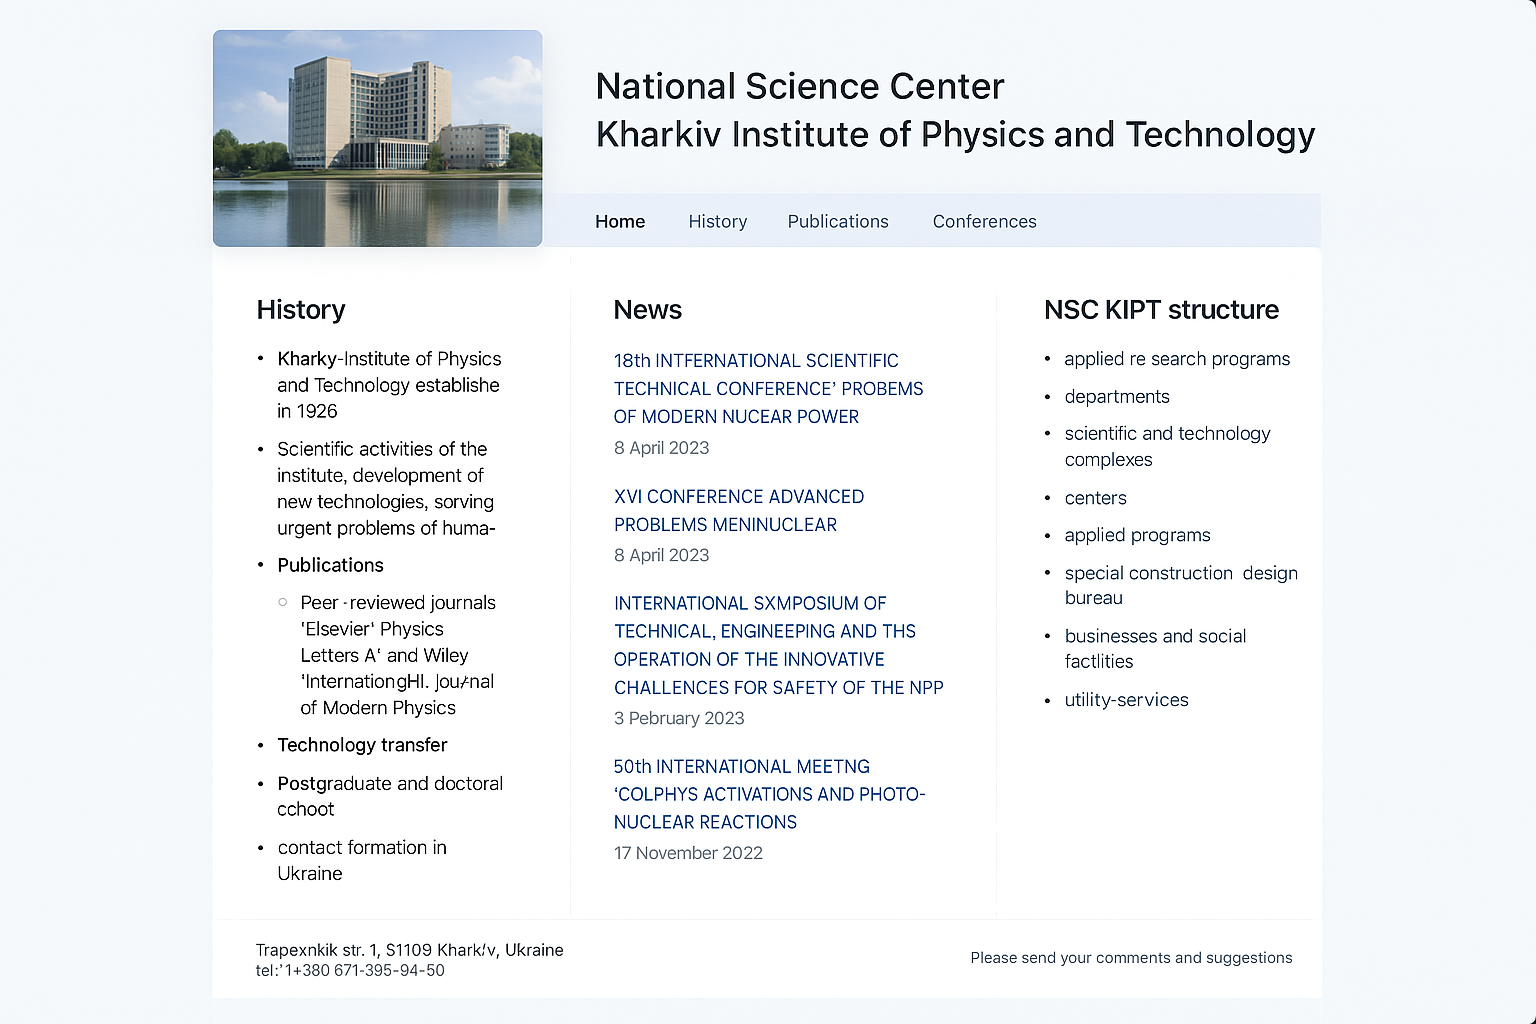 National Science Center
Kharkiv Institute of Physics and Technology
Home History Publications Conferences
History
• Kharky-Institute of Physics
and Technology establishe
in 1926
• Scientific activities of the
institute, development of
new technologies, sorving
urgent problems of huma-
• Publications
○ Peer -reviewed journals
'Elsevier' Physics
Letters A' and Wiley
'InternationgHI. Jou/nal
of Modern Physics
• Technology transfer
• Postgraduate and doctoral
cchoot
• contact formation in
Ukraine
News
18th INTFERNATIONAL SCIENTIFIC
TECHNICAL CONFERENCE' PROBEMS
OF MODERN NUCEAR POWER
8 April 2023
XVI CONFERENCE ADVANCED
PROBLEMS MENINUCLEAR
8 April 2023
INTERNATIONAL SXMPOSIUM OF
TECHNICAL, ENGINEEPING AND THS
OPERATION OF THE INNOVATIVE
CHALLENCES FOR SAFETY OF THE NPP
3 Pebruary 2023
50th INTERNATIONAL MEETNG
'COLPHYS ACTIVATIONS AND PHOTO-
NUCLEAR REACTIONS
17 November 2022
NSC KIPT structure
• applied re search programs
• departments
• scientific and technology
complexes
• centers
• applied programs
• special construction design
bureau
• businesses and social
factlities
• utility-services
Trapexnkik str. 1, S1109 Khark/v, Ukraine
tel:'1+380 671-395-94-50
Please send your comments and suggestions